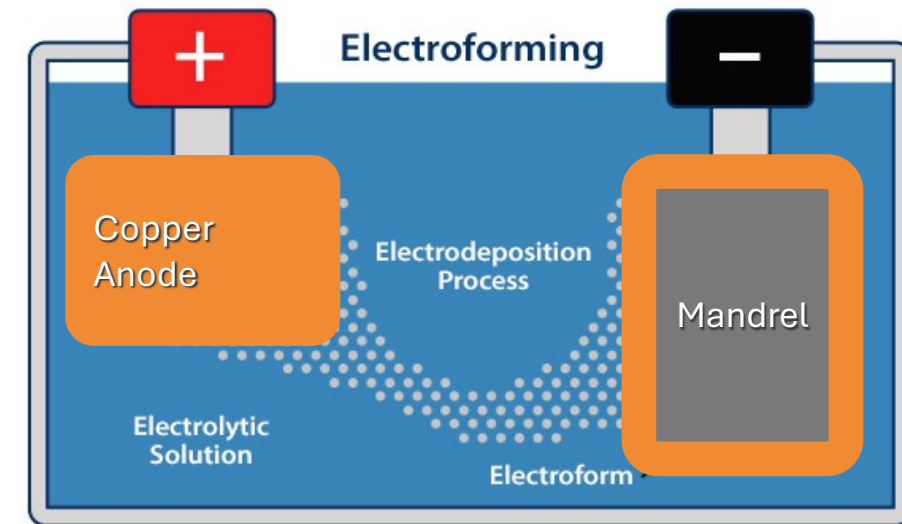 +
Electroforming
−
Copper
Anode
Electrodeposition
Process
Mandrel
Electrolytic
Solution
Electroform